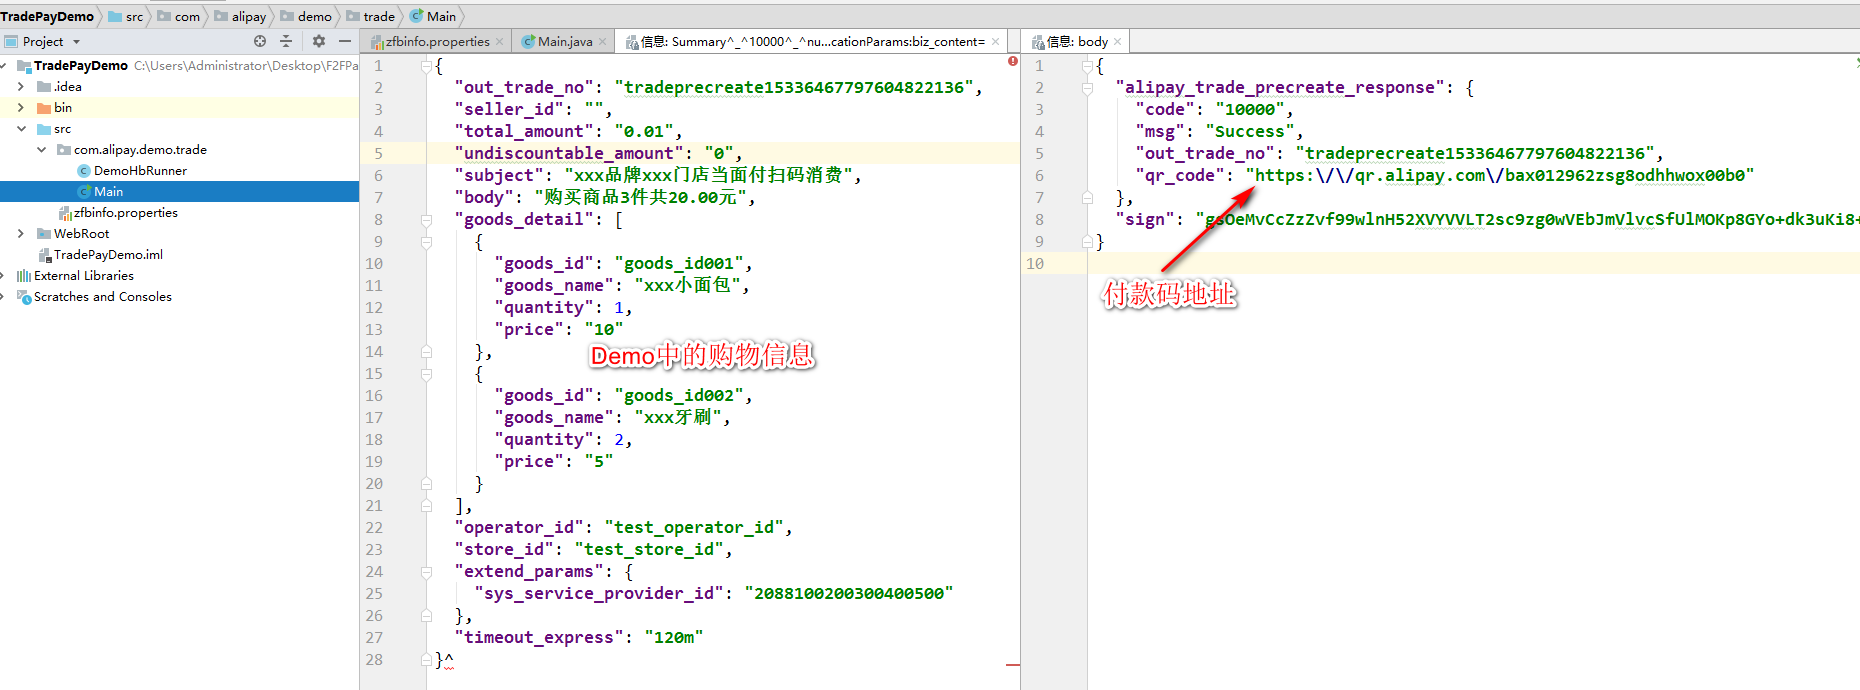 TradePayDemo src com alipay demo trade Main
Project
zfbinfo.properties Main.java 信息: Summary^_^10000^_^nu...cationParams:biz_content= 信息: body
TradePayDemo C:\Users\Administrator\Desktop\F2FPa
.idea
bin
src
com.alipay.demo.trade
DemoHbRunner
Main
zfbinfo.properties
WebRoot
TradePayDemo.iml
External Libraries
Scratches and Consoles
1 {
2 "out_trade_no": "tradeprecreate15336467797604822136",
3 "seller_id": "",
4 "total_amount": "0.01",
5 "undiscountable_amount": "0",
6 "subject": "xxx品牌xxx门店当面付扫码消费",
7 "body": "购买商品3件共20.00元",
8 "goods_detail": [
9 {
10 "goods_id": "goods_id001",
11 "goods_name": "xxx小面包",
12 "quantity": 1,
13 "price": "10"
14 },
15 {
16 "goods_id": "goods_id002",
17 "goods_name": "xxx牙刷",
18 "quantity": 2,
19 "price": "5"
20 }
21 ],
22 "operator_id": "test_operator_id",
23 "store_id": "test_store_id",
24 "extend_params": {
25 "sys_service_provider_id": "2088100200300400500"
26 },
27 "timeout_express": "120m"
28 }^
Demo中的购物信息
1 {
2 "alipay_trade_precreate_response": {
3 "code": "10000",
4 "msg": "Success",
5 "out_trade_no": "tradeprecreate15336467797604822136",
6 "qr_code": "https:\/\/qr.alipay.com\/bax012962zsg8odhhwox00b0"
7 },
8 "sign": "gsOeMvCcZzZvf99wlnH52XVYVVLT2sc9zg0wVEbJmVlvcSfUlMOKp8GYo+dk3uKi8+
9 }
10
付款码地址